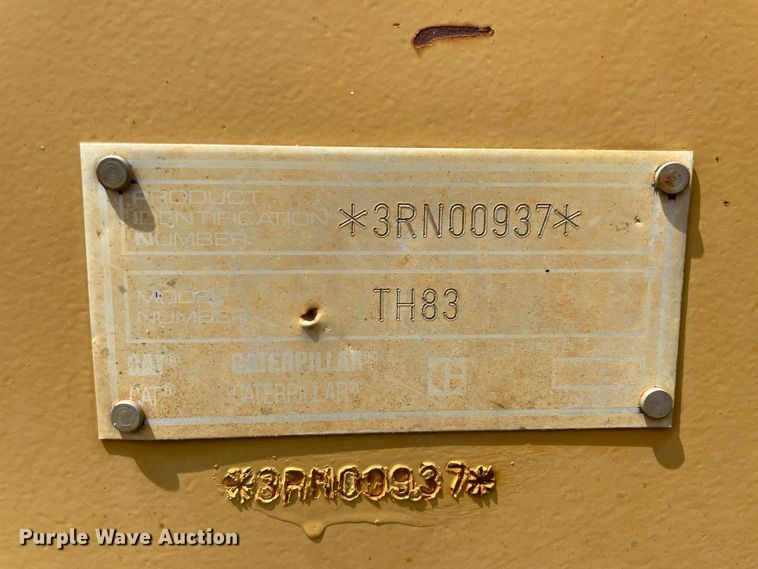 PRODUCT
IDENTIFICATION
NUMBER
*3RN00937*
MODEL
NUMBER
TH83
CAT® CATERPILLAR®
CAT® CATERPILLAR®
*3RN00937*
Purple Wave Auction